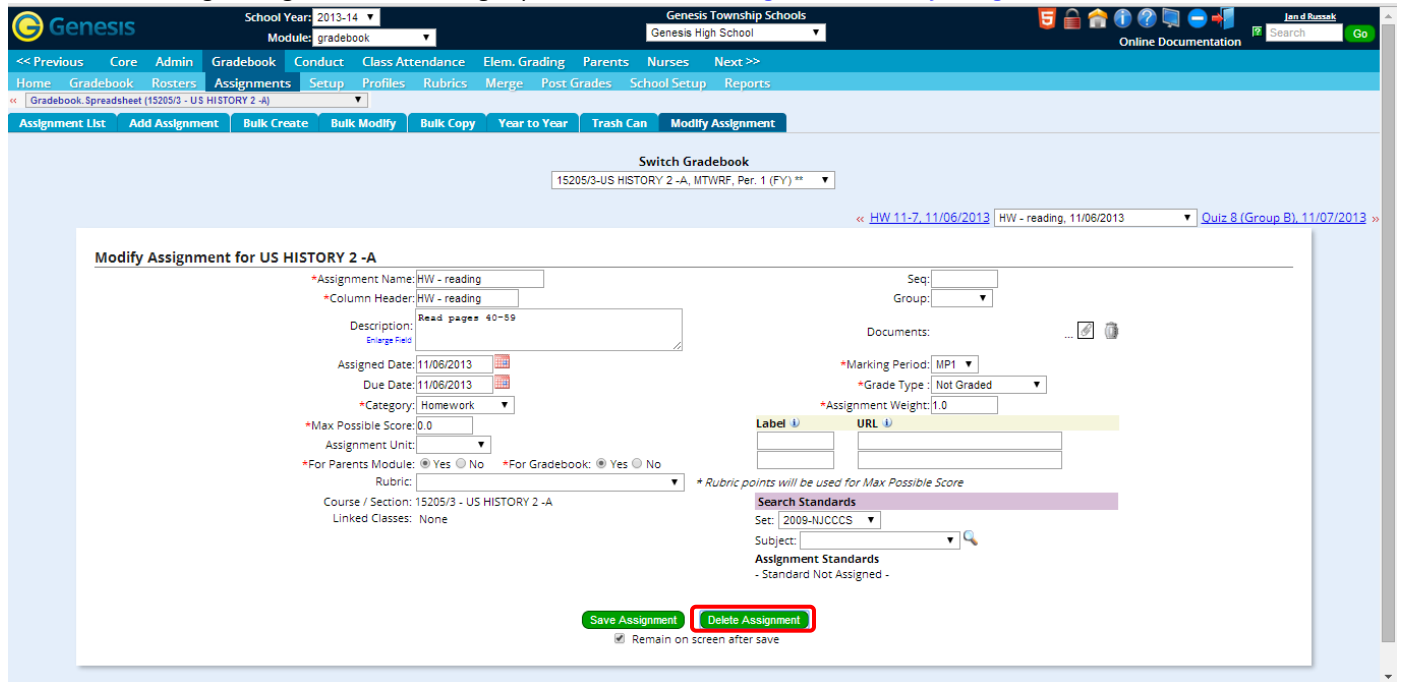 Genesis
School Year: 2013-14
Module: gradebook
Genesis Township Schools
Genesis High School
Jan d Russak
Online Documentation
Search
Go
<< Previous Core Admin Gradebook Conduct Class Attendance Elem. Grading Parents Nurses Next >>
Home Gradebook Rosters Assignments Setup Profiles Rubrics Merge Post Grades School Setup Reports
« Gradebook.Spreadsheet (15205/3 - US HISTORY 2 -A)
Assignment List Add Assignment Bulk Create Bulk Modify Bulk Copy Year to Year Trash Can Modify Assignment
Switch Gradebook
15205/3-US HISTORY 2 -A, MTWRF, Per. 1 (FY) **
« HW 11-7, 11/06/2013 HW - reading, 11/06/2013 Quiz 8 (Group B), 11/07/2013 »
Modify Assignment for US HISTORY 2 -A
*Assignment Name: HW - reading Seq:
*Column Header: HW - reading Group:
Description: Read pages 40-59 Documents: ...
Enlarge Field
Assigned Date: 11/06/2013 *Marking Period: MP1
Due Date: 11/06/2013 *Grade Type : Not Graded
*Category: Homework *Assignment Weight: 1.0
*Max Possible Score: 0.0 Label URL
Assignment Unit:
*For Parents Module: Yes No *For Gradebook: Yes No
Rubric: * Rubric points will be used for Max Possible Score
Course / Section: 15205/3 - US HISTORY 2 -A Search Standards
Linked Classes: None Set: 2009-NJCCCS
Subject:
Assignment Standards
- Standard Not Assigned -
Save Assignment Delete Assignment
Remain on screen after save